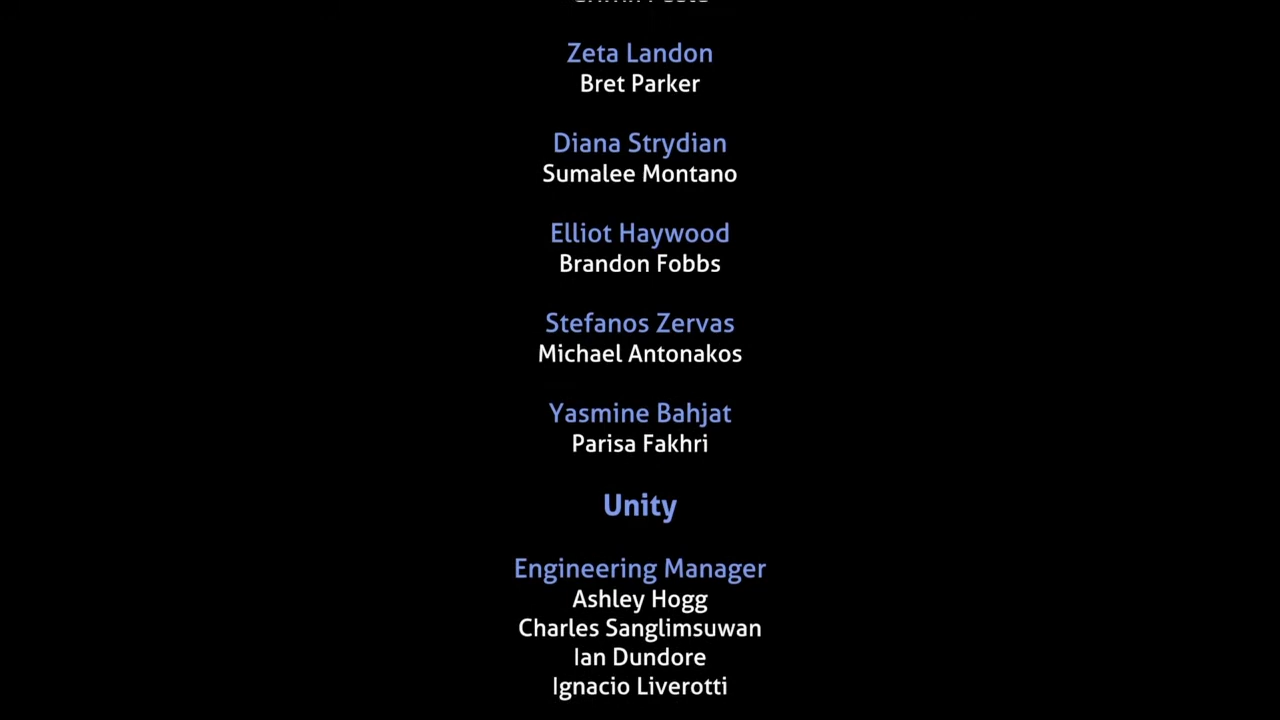 Zeta Landon
Bret Parker
Diana Strydian
Sumalee Montano
Elliot Haywood
Brandon Fobbs
Stefanos Zervas
Michael Antonakos
Yasmine Bahjat
Parisa Fakhri
Unity
Engineering Manager
Ashley Hogg
Charles Sanglimsuwan
Ian Dundore
Ignacio Liverotti